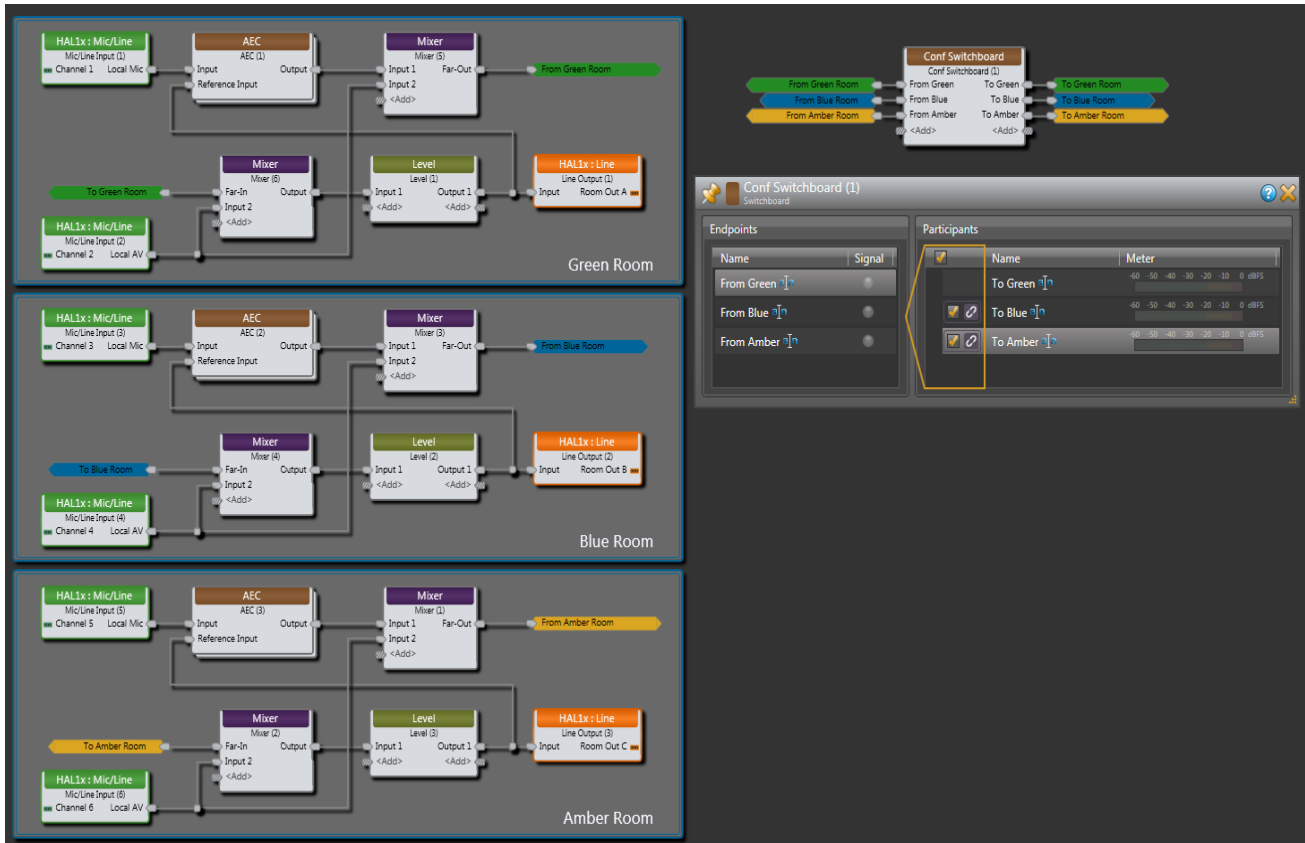 HAL1x : Mic/Line
Mic/Line Input (1)
Channel 1 Local Mic
AEC
AEC (1)
Input Output
Reference Input
Mixer
Mixer (5)
Input 1 Far-Out
Input 2
<Add>
From Green Room
To Green Room
Mixer
Mixer (6)
Far-In Output
Input 2
<Add>
Level
Level (1)
Input 1 Output 1
<Add> <Add>
HAL1x : Line
Line Output (1)
Input Room Out A
HAL1x : Mic/Line
Mic/Line Input (2)
Channel 2 Local AV
Green Room
HAL1x : Mic/Line
Mic/Line Input (3)
Channel 3 Local Mic
AEC
AEC (2)
Input Output
Reference Input
Mixer
Mixer (3)
Input 1 Far-Out
Input 2
<Add>
From Blue Room
To Blue Room
Mixer
Mixer (4)
Far-In Output
Input 2
<Add>
Level
Level (2)
Input 1 Output 1
<Add> <Add>
HAL1x : Line
Line Output (2)
Input Room Out B
HAL1x : Mic/Line
Mic/Line Input (4)
Channel 4 Local AV
Blue Room
HAL1x : Mic/Line
Mic/Line Input (5)
Channel 5 Local Mic
AEC
AEC (3)
Input Output
Reference Input
Mixer
Mixer (1)
Input 1 Far-Out
Input 2
<Add>
From Amber Room
To Amber Room
Mixer
Mixer (2)
Far-In Output
Input 2
<Add>
Level
Level (3)
Input 1 Output 1
<Add> <Add>
HAL1x : Line
Line Output (3)
Input Room Out C
HAL1x : Mic/Line
Mic/Line Input (6)
Channel 6 Local AV
Amber Room
Conf Switchboard
Conf Switchboard (1)
From Green Room From Green To Green To Green Room
From Blue Room From Blue To Blue To Blue Room
From Amber Room From Amber To Amber To Amber Room
<Add> <Add>
Conf Switchboard (1)
Switchboard
Endpoints
Name Signal
From Green
From Blue
From Amber
Participants
Name Meter
To Green -60 -50 -40 -30 -20 -10 0 dBFS
To Blue -60 -50 -40 -30 -20 -10 0 dBFS
To Amber -60 -50 -40 -30 -20 -10 0 dBFS